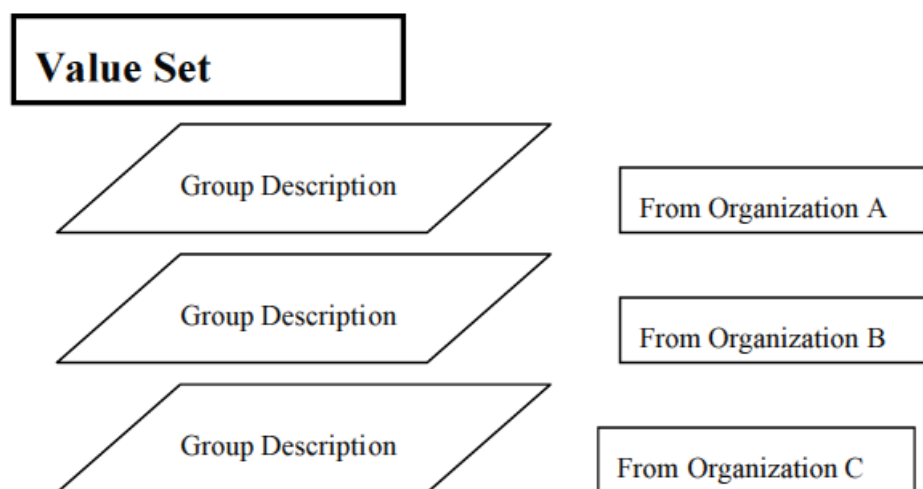 Value Set
Group Description
From Organization A
Group Description
From Organization B
Group Description
From Organization C